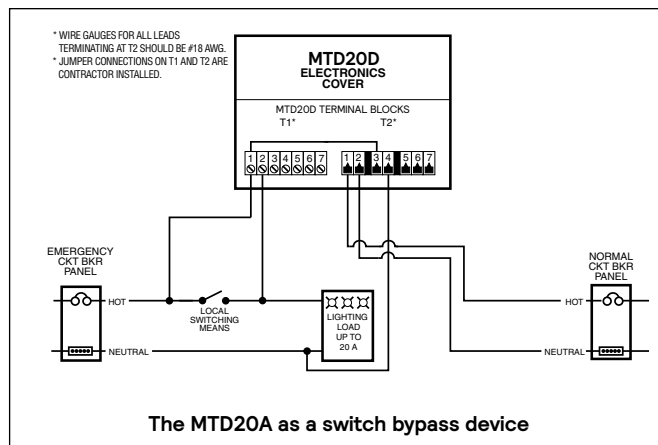 * WIRE GAUGES FOR ALL LEADS
TERMINATING AT T2 SHOULD BE #18 AWG.
* JUMPER CONNECTIONS ON T1 AND T2 ARE
CONTRACTOR INSTALLED.
MTD20D
ELECTRONICS
COVER
MTD20D TERMINAL BLOCKS
T1* T2*
1 2 3 4 5 6 7 1 2 3 4 5 6 7
EMERGENCY
CKT BKR
PANEL
NORMAL
CKT BKR
PANEL
HOT
LOCAL
SWITCHING
MEANS
LIGHTING
LOAD
UP TO
20 A
HOT
NEUTRAL
NEUTRAL
The MTD20A as a switch bypass device